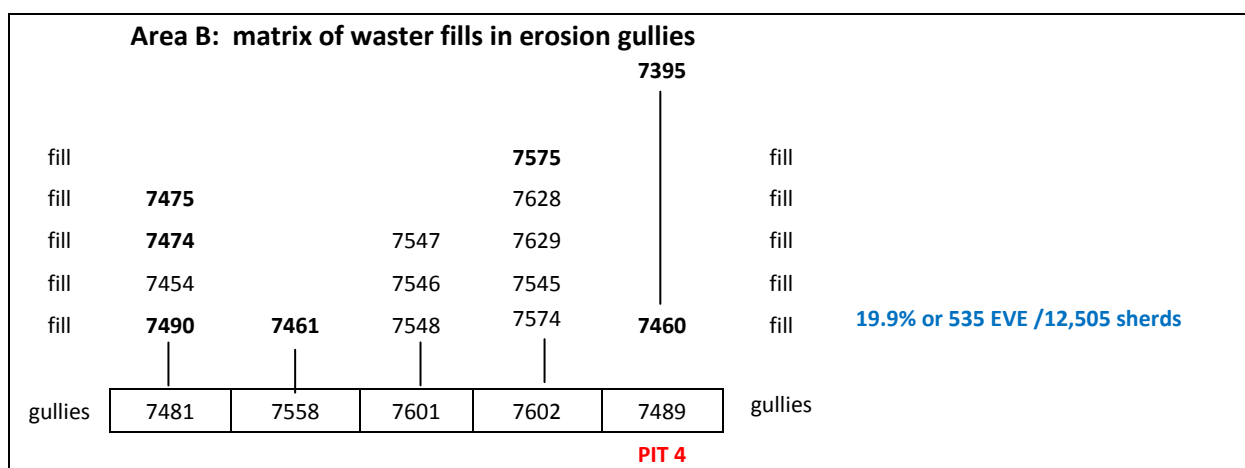 Area B: matrix of waster fills in erosion gullies
7395
fill 7575 fill
fill 7475 7628 fill
fill 7474 7547 7629 fill
fill 7454 7546 7545 fill
fill 7490 7461 7548 7574 7460 fill 19.9% or 535 EVE /12,505 sherds
gullies 7481 7558 7601 7602 7489 gullies
PIT 4